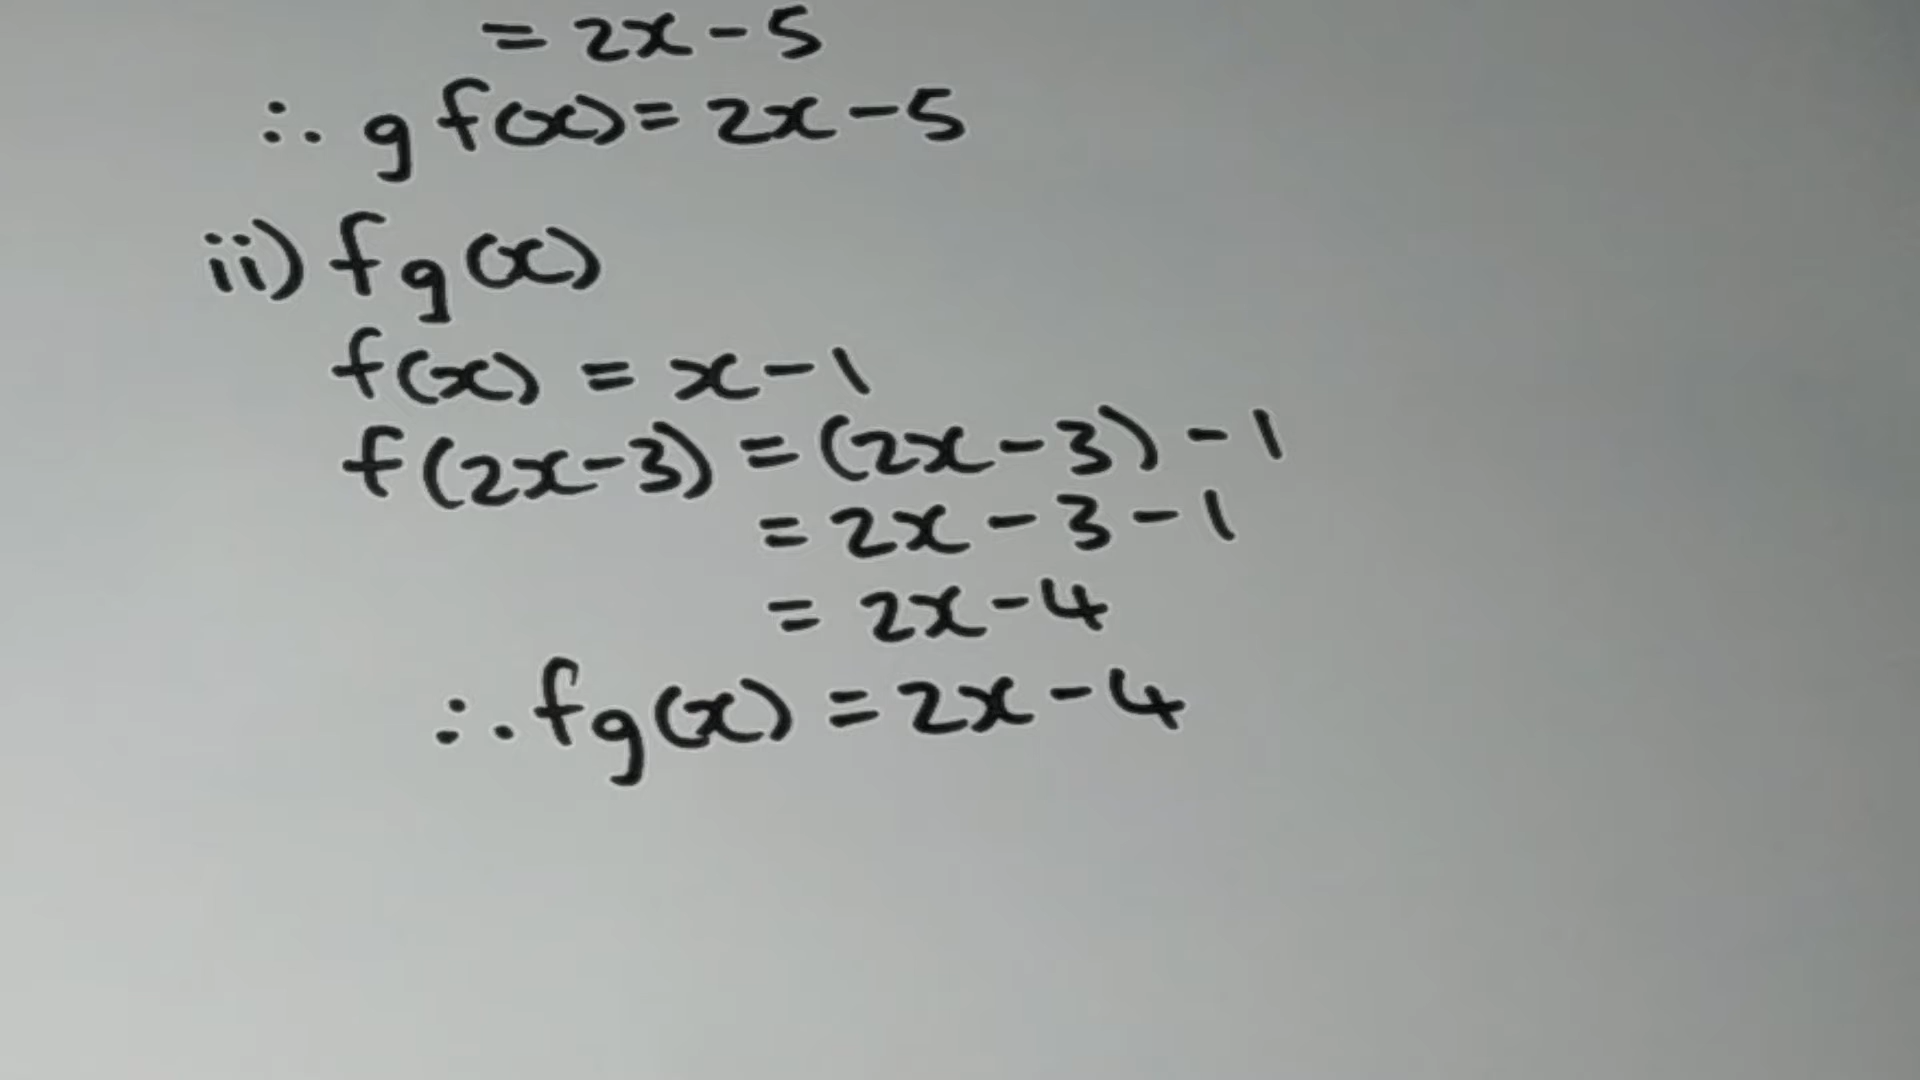 = 2x - 5
∴ gf(x) = 2x - 5
ii) fg(x)
f(x) = x - 1
f(2x - 3) = (2x - 3) - 1
= 2x - 3 - 1
= 2x - 4
∴ fg(x) = 2x - 4